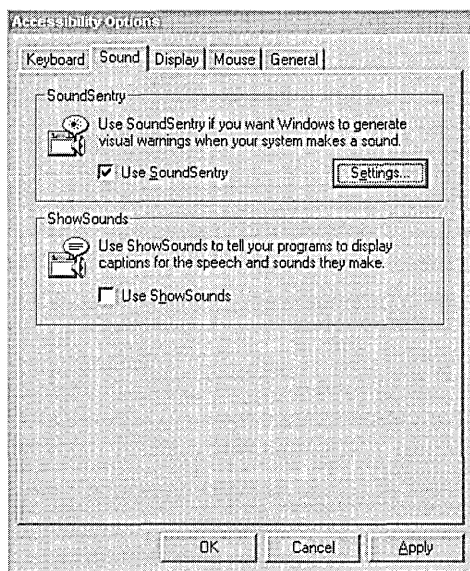 Accessibility Options
Keyboard Sound Display Mouse General
SoundSentry
Use SoundSentry if you want Windows to generate
visual warnings when your system makes a sound.
Use SoundSentry
Settings...
ShowSounds
Use ShowSounds to tell your programs to display
captions for the speech and sounds they make.
Use ShowSounds
OK Cancel Apply